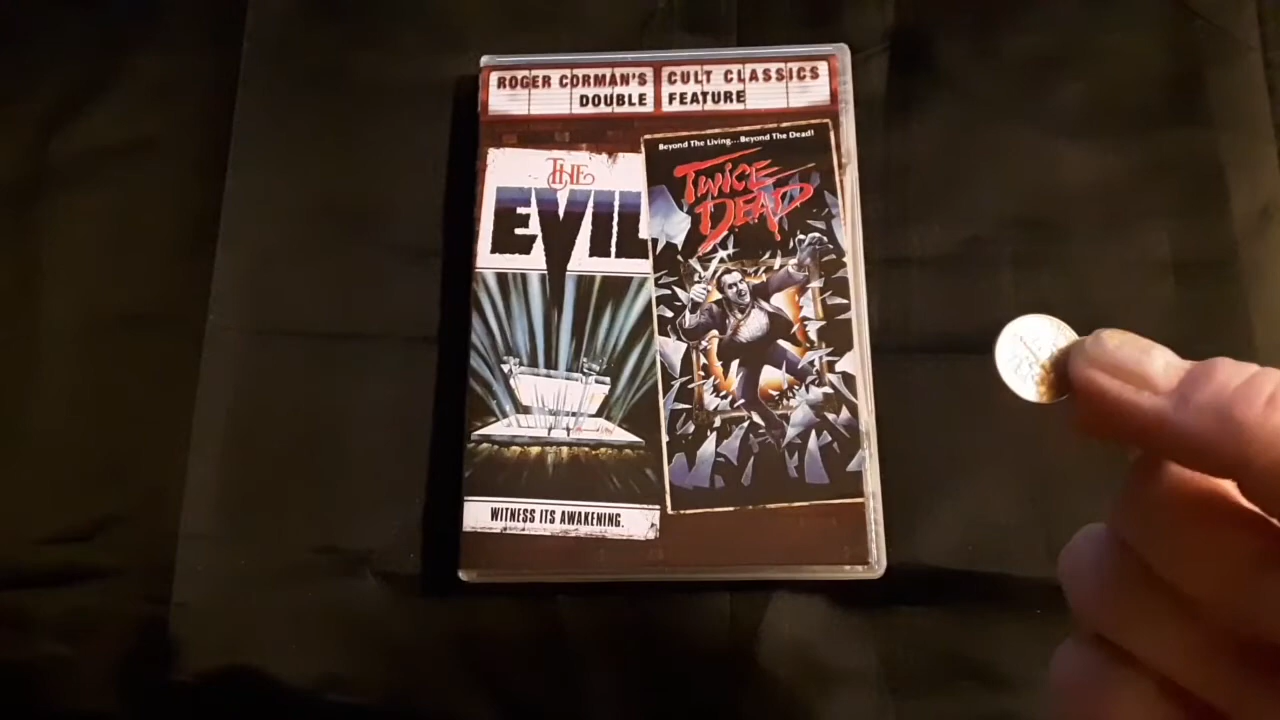 ROGER CORMAN'S CULT CLASSICS
DOUBLE FEATURE
THE
EVIL
WITNESS ITS AWAKENING.
Beyond The Living...Beyond The Dead!
TWICE
DEAD